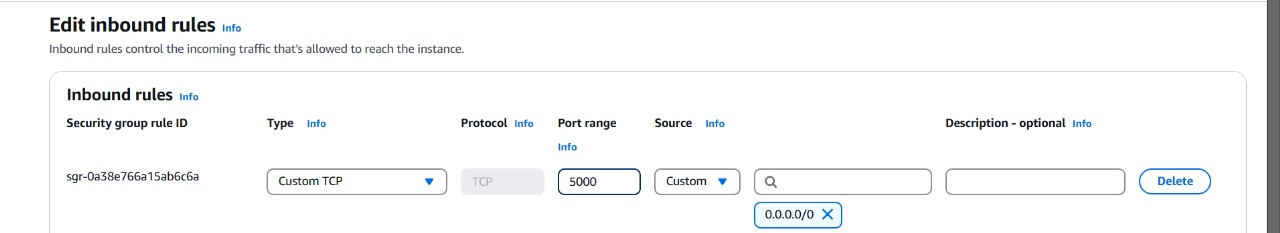 Edit inbound rules Info
Inbound rules control the incoming traffic that's allowed to reach the instance.
Inbound rules Info
Security group rule ID Type Info Protocol Info Port range Source Info Description - optional Info
Info
sgr-0a38e766a15ab6c6a Custom TCP TCP 5000 Custom Delete
0.0.0.0/0